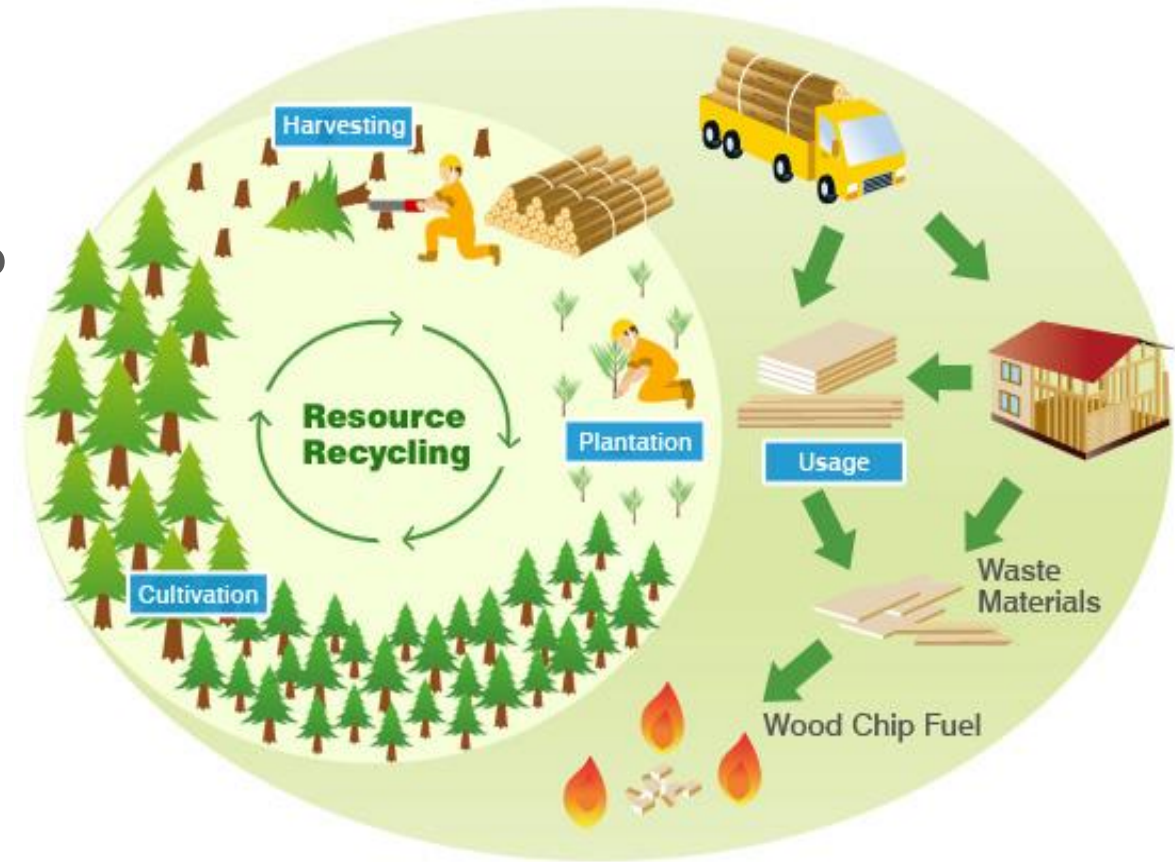 Harvesting
Resource
Recycling
Plantation
Usage
Cultivation
Waste
Materials
Wood Chip Fuel